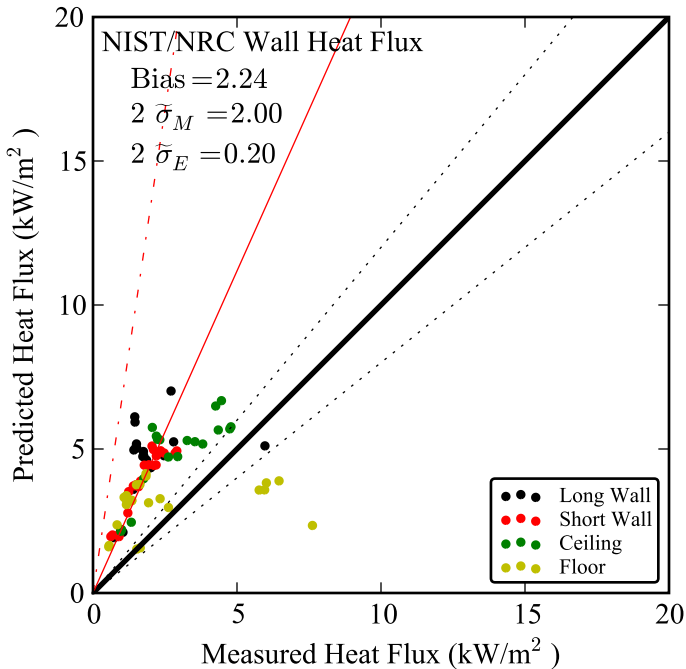 NIST/NRC Wall Heat Flux
Bias = 2.24
2 σ̃_M = 2.00
2 σ̃_E = 0.20
20
15
10
5
0
Predicted Heat Flux (kW/m²)
Long Wall
Short Wall
Ceiling
Floor
0 5 10 15 20
Measured Heat Flux (kW/m²)